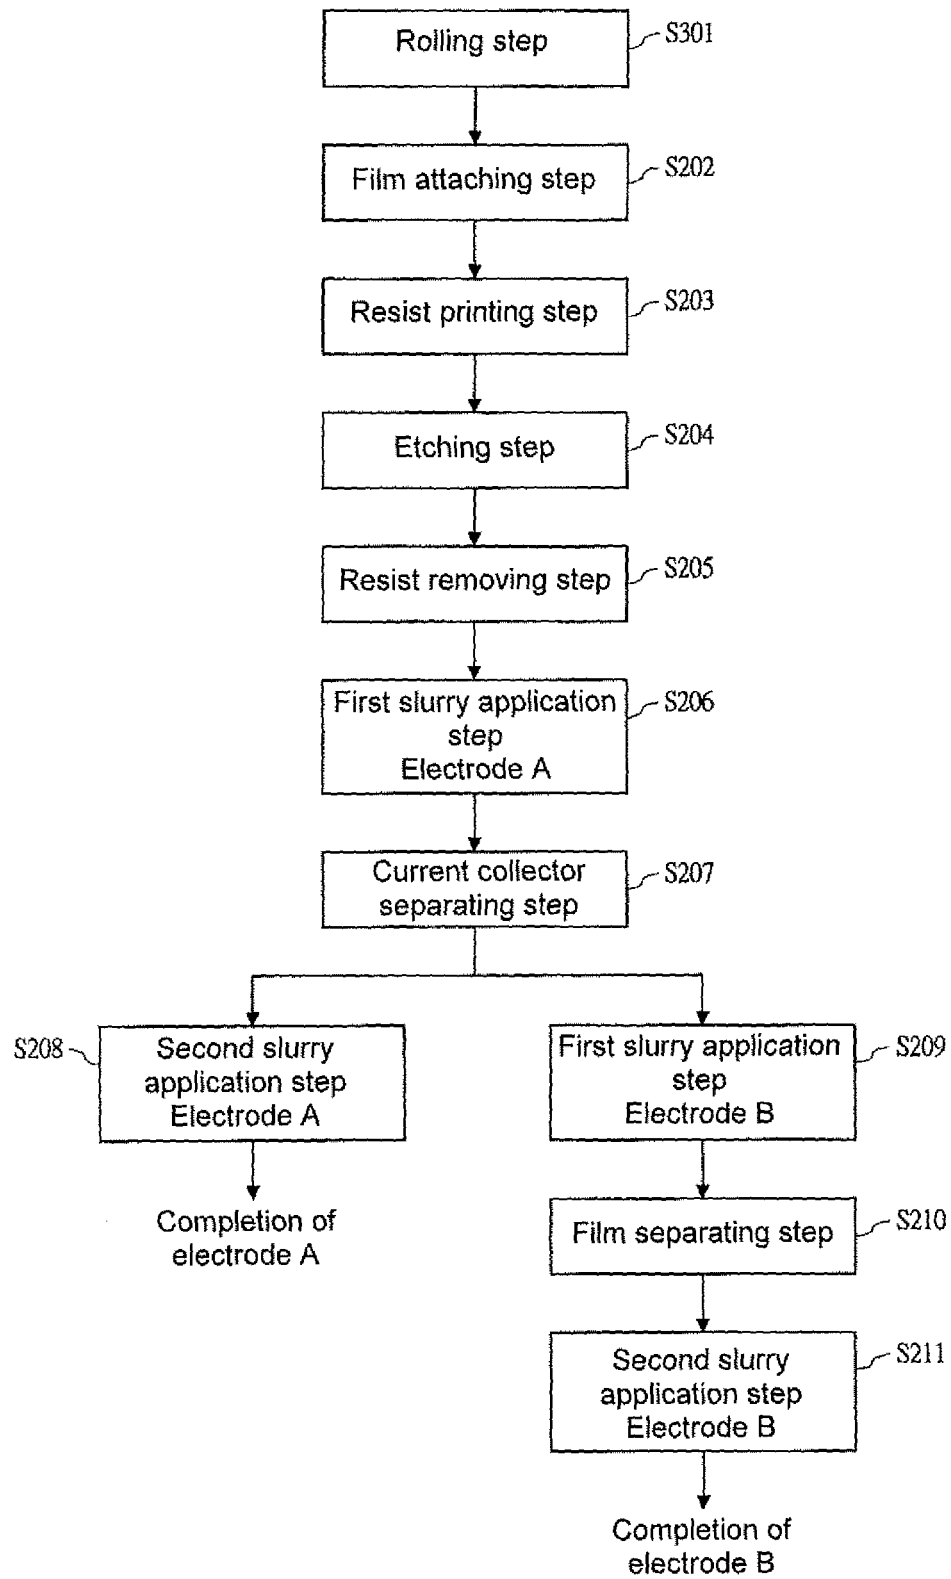 Rolling step
S301
Film attaching step
S202
Resist printing step
S203
Etching step
S204
Resist removing step
S205
First slurry application
step
Electrode A
S206
Current collector
separating step
S207
S208
Second slurry
application step
Electrode A
Completion of
electrode A
First slurry application
step
Electrode B
S209
Film separating step
S210
Second slurry
application step
Electrode B
S211
Completion of
electrode B